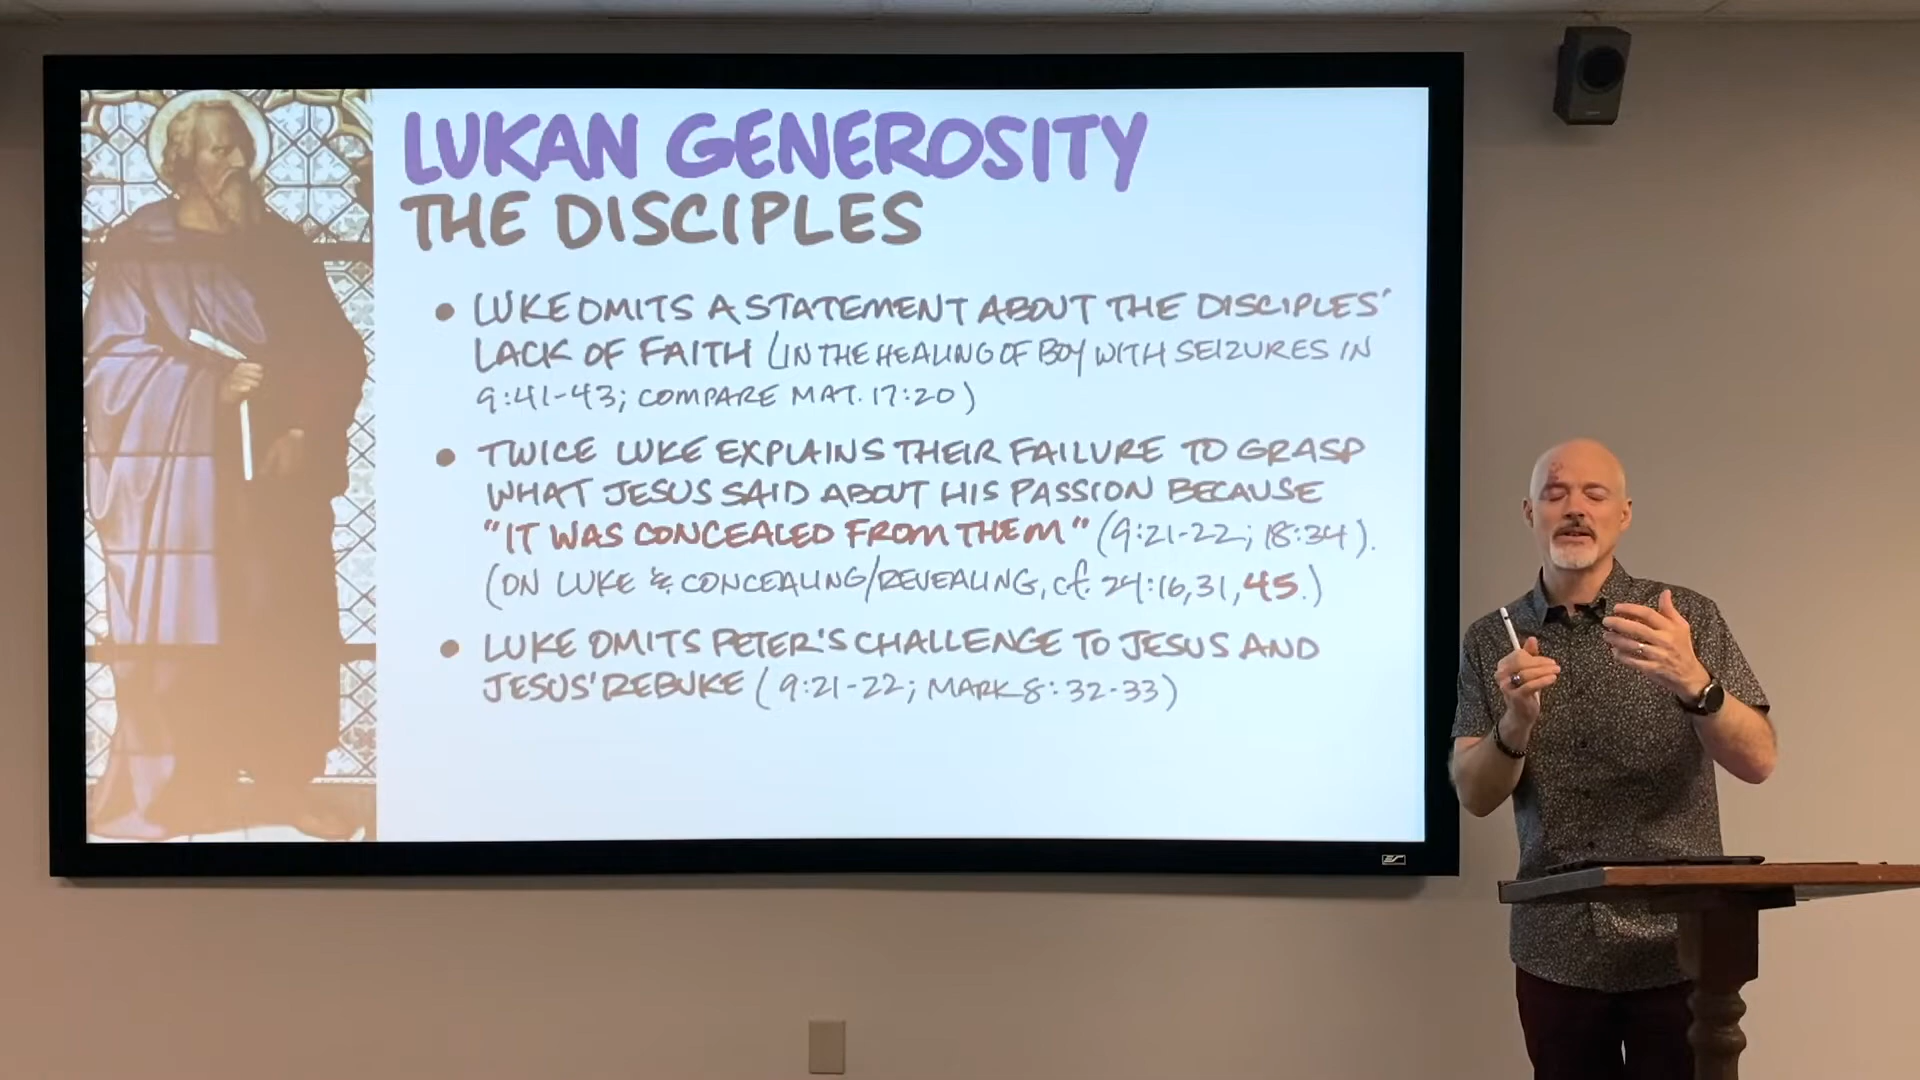 LUKAN GENEROSITY
THE DISCIPLES
• LUKE OMITS A STATEMENT ABOUT THE DISCIPLES'
LACK OF FAITH (IN THE HEALING OF BOY WITH SEIZURES IN
9:41-43; COMPARE MAT. 17:20)
• TWICE LUKE EXPLAINS THEIR FAILURE TO GRASP
WHAT JESUS SAID ABOUT HIS PASSION BECAUSE
"IT WAS CONCEALED FROM THEM" (9:21-22; 18:34).
(ON LUKE & CONCEALING/REVEALING, cf. 24:16,31,45.)
• LUKE OMITS PETER'S CHALLENGE TO JESUS AND
JESUS' REBUKE (9:21-22; MARK 8:32-33)